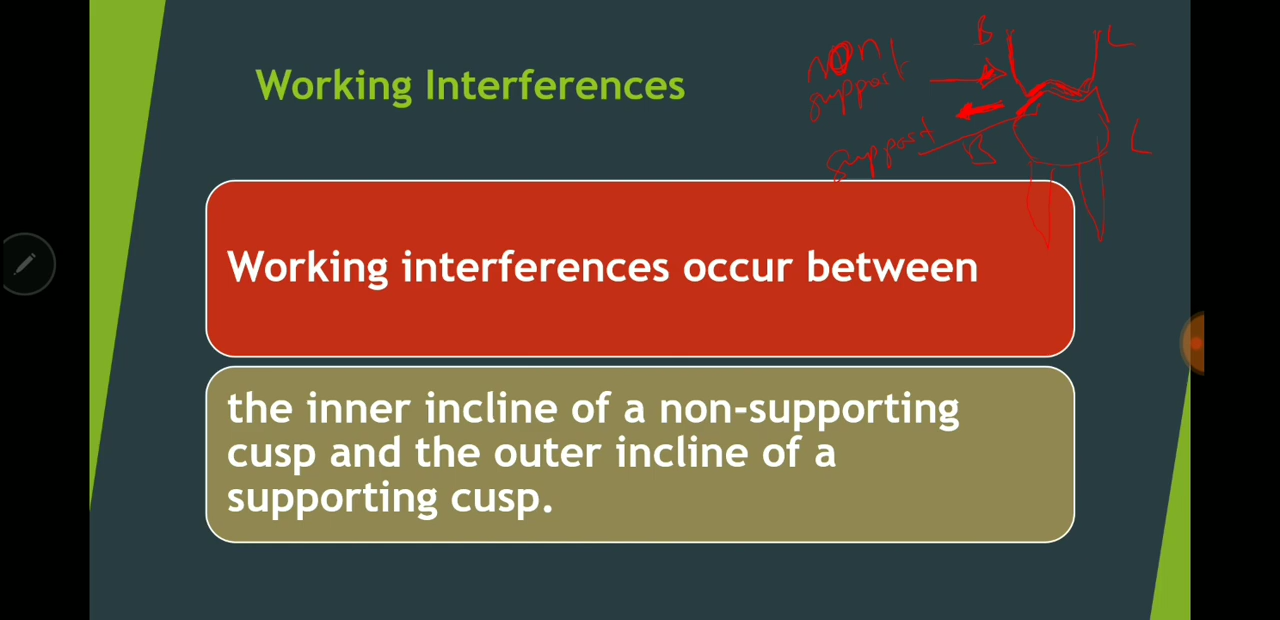 Working Interferences
B
L
non
support
support
B
L
Working interferences occur between
the inner incline of a non-supporting
cusp and the outer incline of a
supporting cusp.